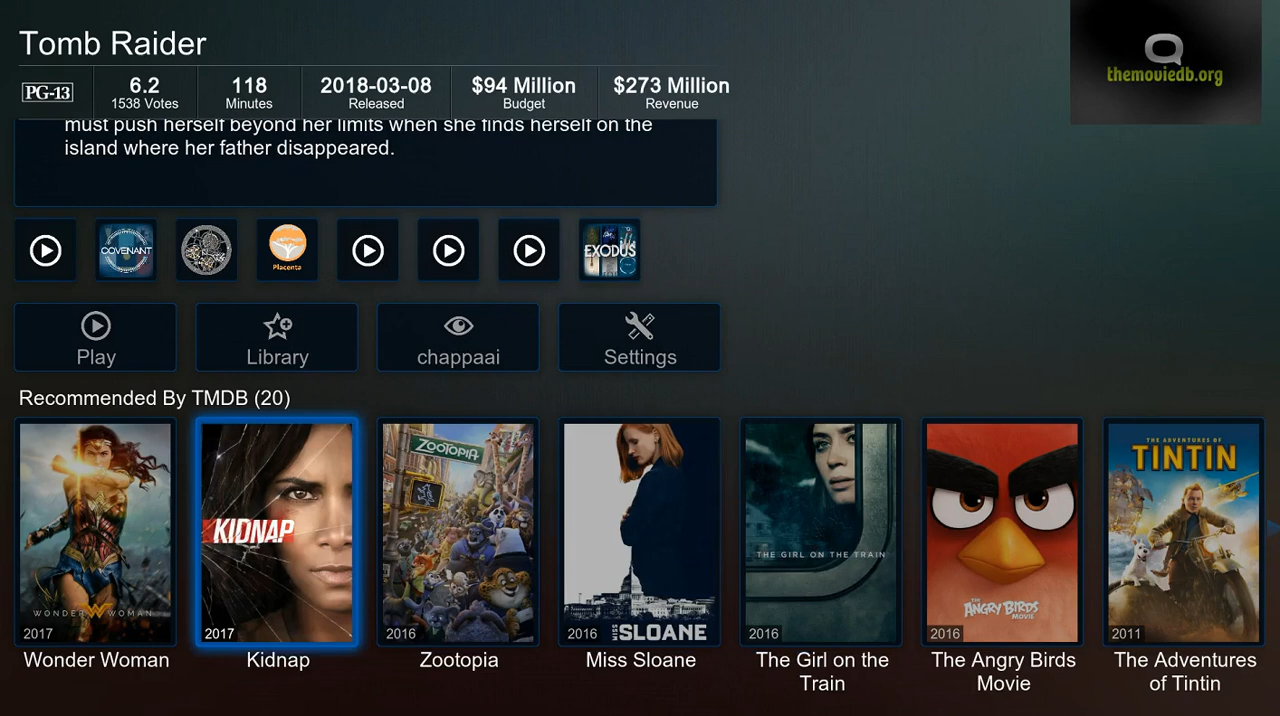 Tomb Raider
PG-13
6.2
1538 Votes
118
Minutes
2018-03-08
Released
$94 Million
Budget
$273 Million
Revenue
themoviedb.org
must push herself beyond her limits when she finds herself on the
island where her father disappeared.
COVENANT
Placenta
EXODUS
Play
Library
chappaai
Settings
Recommended By TMDB (20)
WONDER WOMAN
2017
Wonder Woman
KIDNAP
2017
Kidnap
ZOOTOPIA
2016
Zootopia
MISS SLOANE
2016
Miss Sloane
THE GIRL ON THE TRAIN
2016
The Girl on the
Train
THE
ANGRY BIRDS
MOVIE
2016
The Angry Birds
Movie
THE ADVENTURES OF
TINTIN
2011
The Adventures
of Tintin